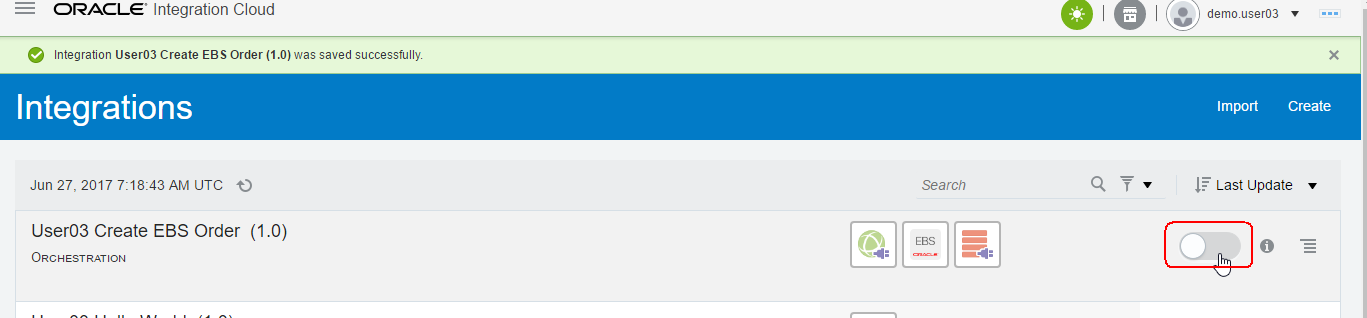 ORACLE Integration Cloud
demo.user03
Integration User03 Create EBS Order (1.0) was saved successfully.
Integrations
Import
Create
Jun 27, 2017 7:18:43 AM UTC
Search
Last Update
User03 Create EBS Order (1.0)
ORCHESTRATION
EBS
ORACLE